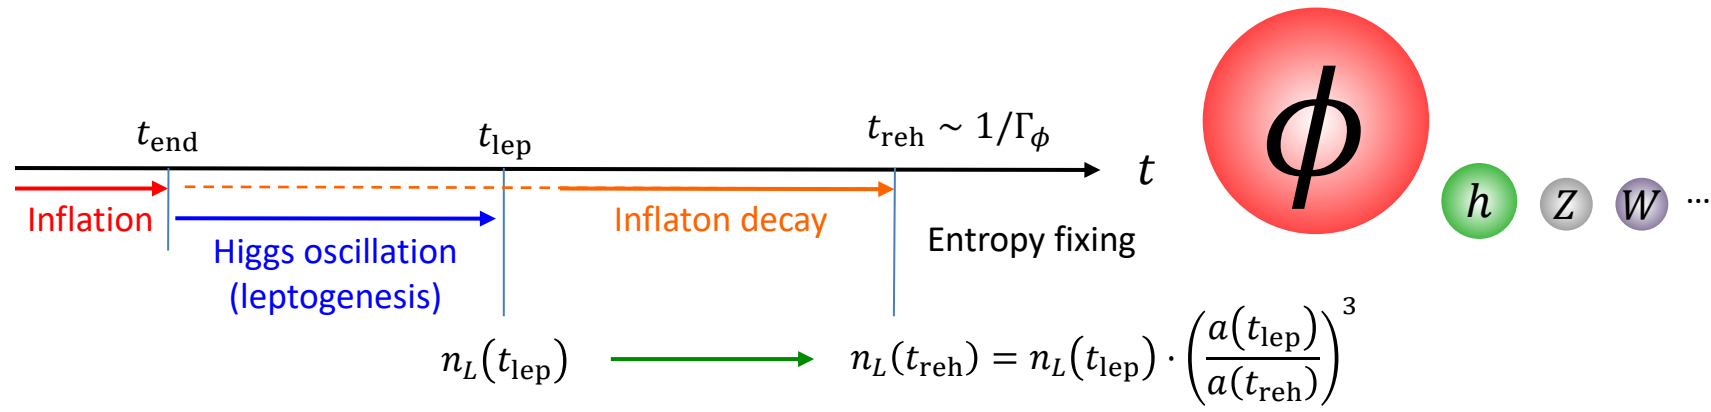 t_end
t_lep
t_reh ~ 1/Γ_ϕ
t
Inflation
Higgs oscillation
(leptogenesis)
Inflaton decay
Entropy fixing
n_L(t_lep)
n_L(t_reh) = n_L(t_lep) · (a(t_lep)/a(t_reh))^3
ϕ
h
Z
W
...